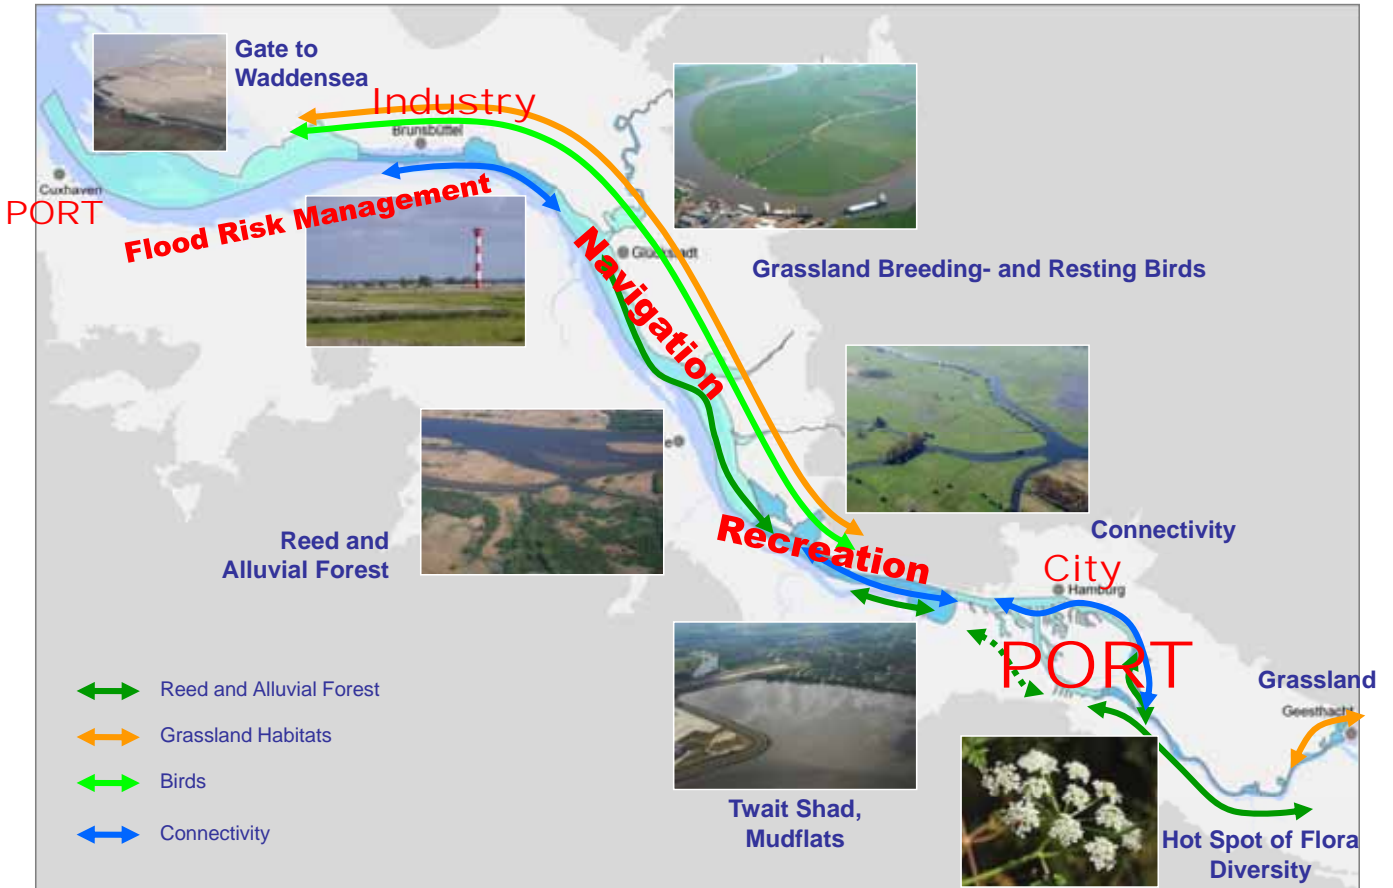 Gate to
Waddensea
Industry
Brunsbüttel
Cuxhaven
PORT
Flood Risk Management
Navigation
Glückstadt
Grassland Breeding- and Resting Birds
Reed and
Alluvial Forest
Recreation
Connectivity
City
Hamburg
PORT
Grassland
Geesthacht
Reed and Alluvial Forest
Grassland Habitats
Birds
Connectivity
Twait Shad,
Mudflats
Hot Spot of Flora
Diversity